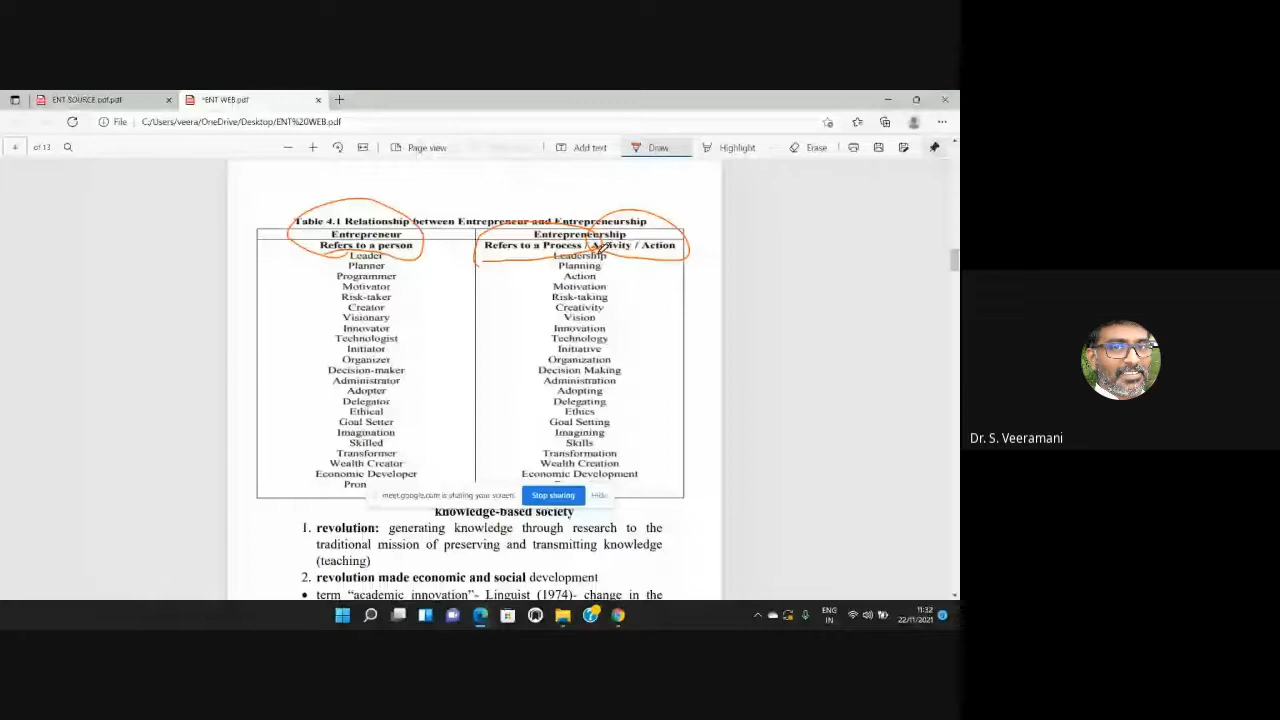 ENT SOURCE pdf.pdf
*ENT WEB.pdf
File
C:/Users/veera/OneDrive/Desktop/ENT%20WEB.pdf
4 of 13
Page view
Add text
Draw
Highlight
Erase
Table 4.1 Relationship between Entrepreneur and Entrepreneurship
Entrepreneur Entrepreneurship
Refers to a person Refers to a Process / Activity / Action
Leader Leadership
Planner Planning
Programmer Action
Motivator Motivation
Risk-taker Risk-taking
Creator Creativity
Visionary Vision
Innovator Innovation
Technologist Technology
Initiator Initiative
Organizer Organization
Decision-maker Decision Making
Administrator Administration
Adopter Adopting
Delegator Delegating
Ethical Ethics
Goal Setter Goal Setting
Imagination Imagining
Skilled Skills
Transformer Transformation
Wealth Creator Wealth Creation
Economic Developer Economic Development
Pron
meet.google.com is sharing your screen.
Stop sharing
Hide
knowledge-based society
1. revolution: generating knowledge through research to the
traditional mission of preserving and transmitting knowledge
(teaching)
2. revolution made economic and social development
• term “academic innovation”- Linguist (1974)- change in the
ENG
IN
11:32
22/11/2021
Dr. S. Veeramani